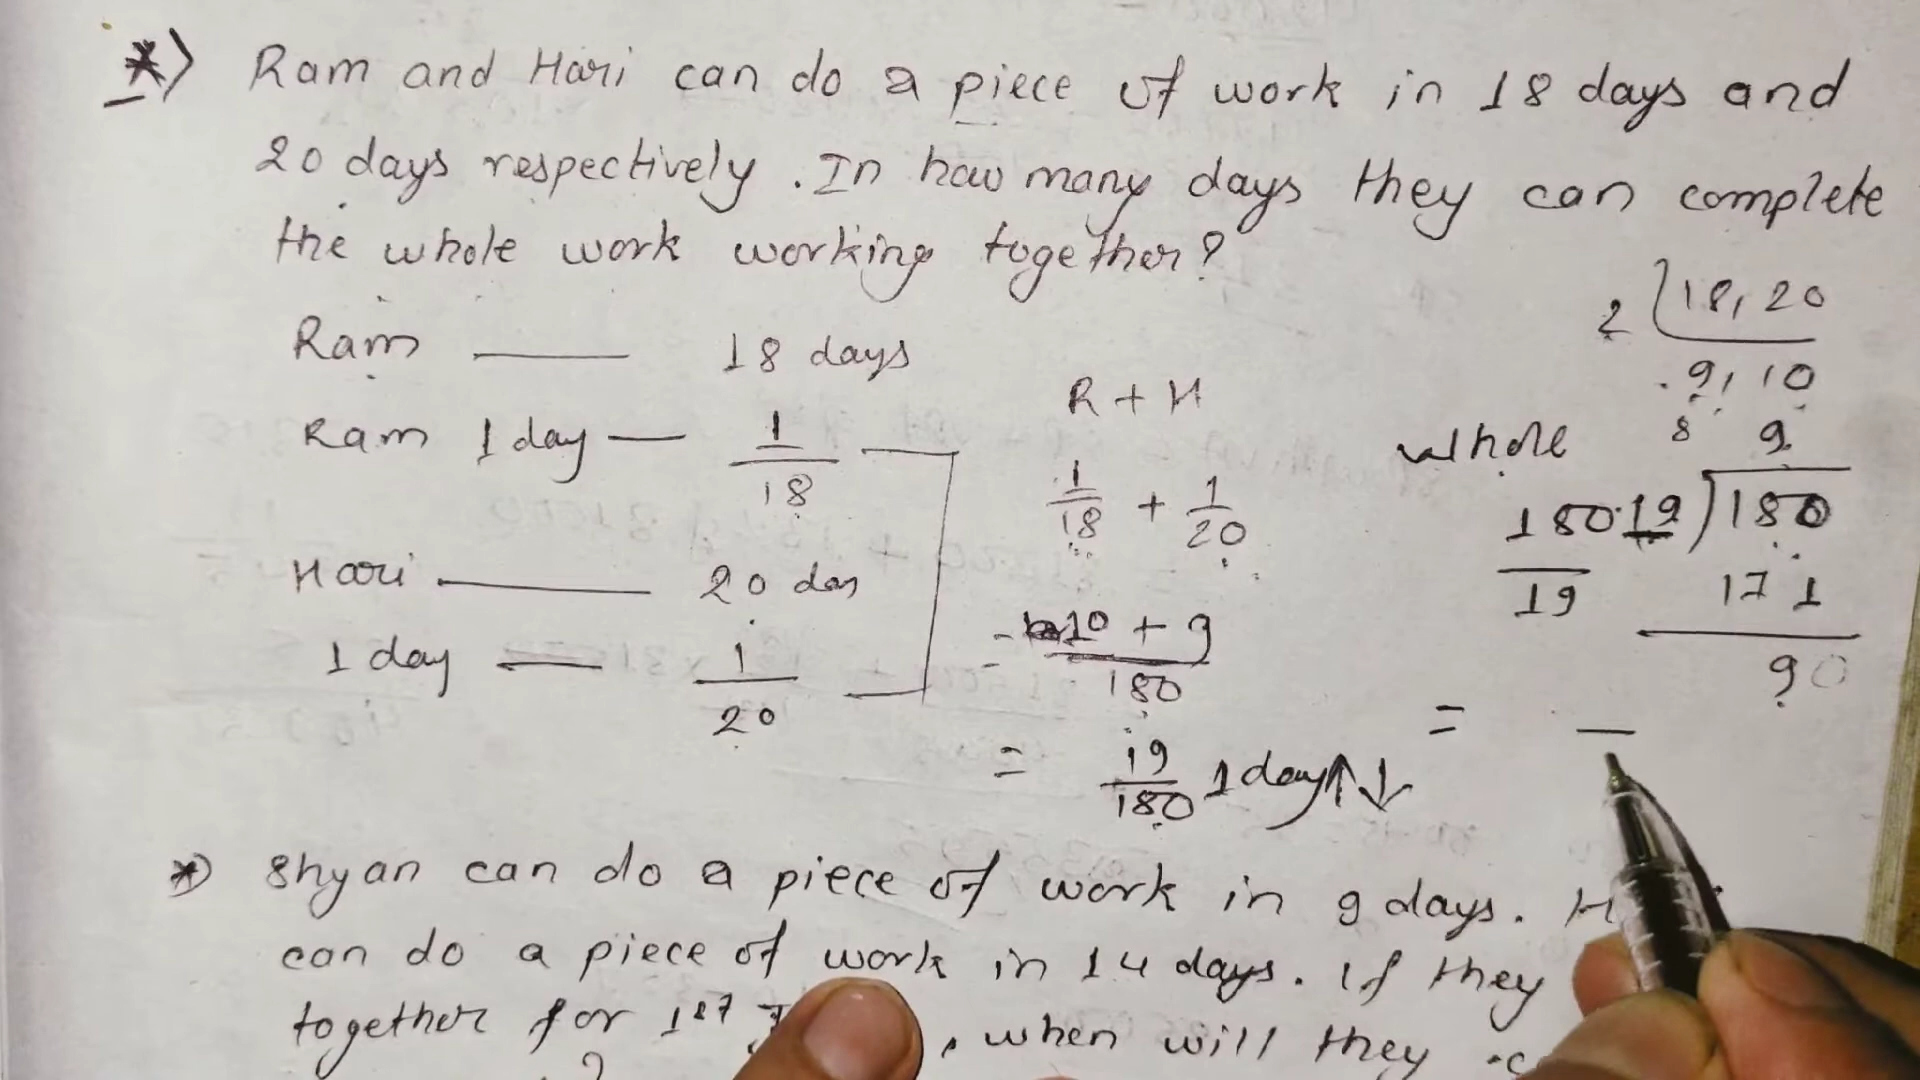 *) Ram and Hari can do a piece of work in 18 days and
20 days respectively. In how many days they can complete
the whole work working together?
Ram — 18 days
Ram 1 day — 1/18
Hari — 20 das
1 day — 1/20
R + H
1/18 + 1/20
= 10 + 9 / 180
= 19/180 1 day ↑↓
2 | 18, 20
9, 10
8 9
Whole
180/19
19) 180
171
90
=
*) Shyan can do a piece of work in 9 days. H
can do a piece of work in 14 days. If they
together for 1st , when will they
?